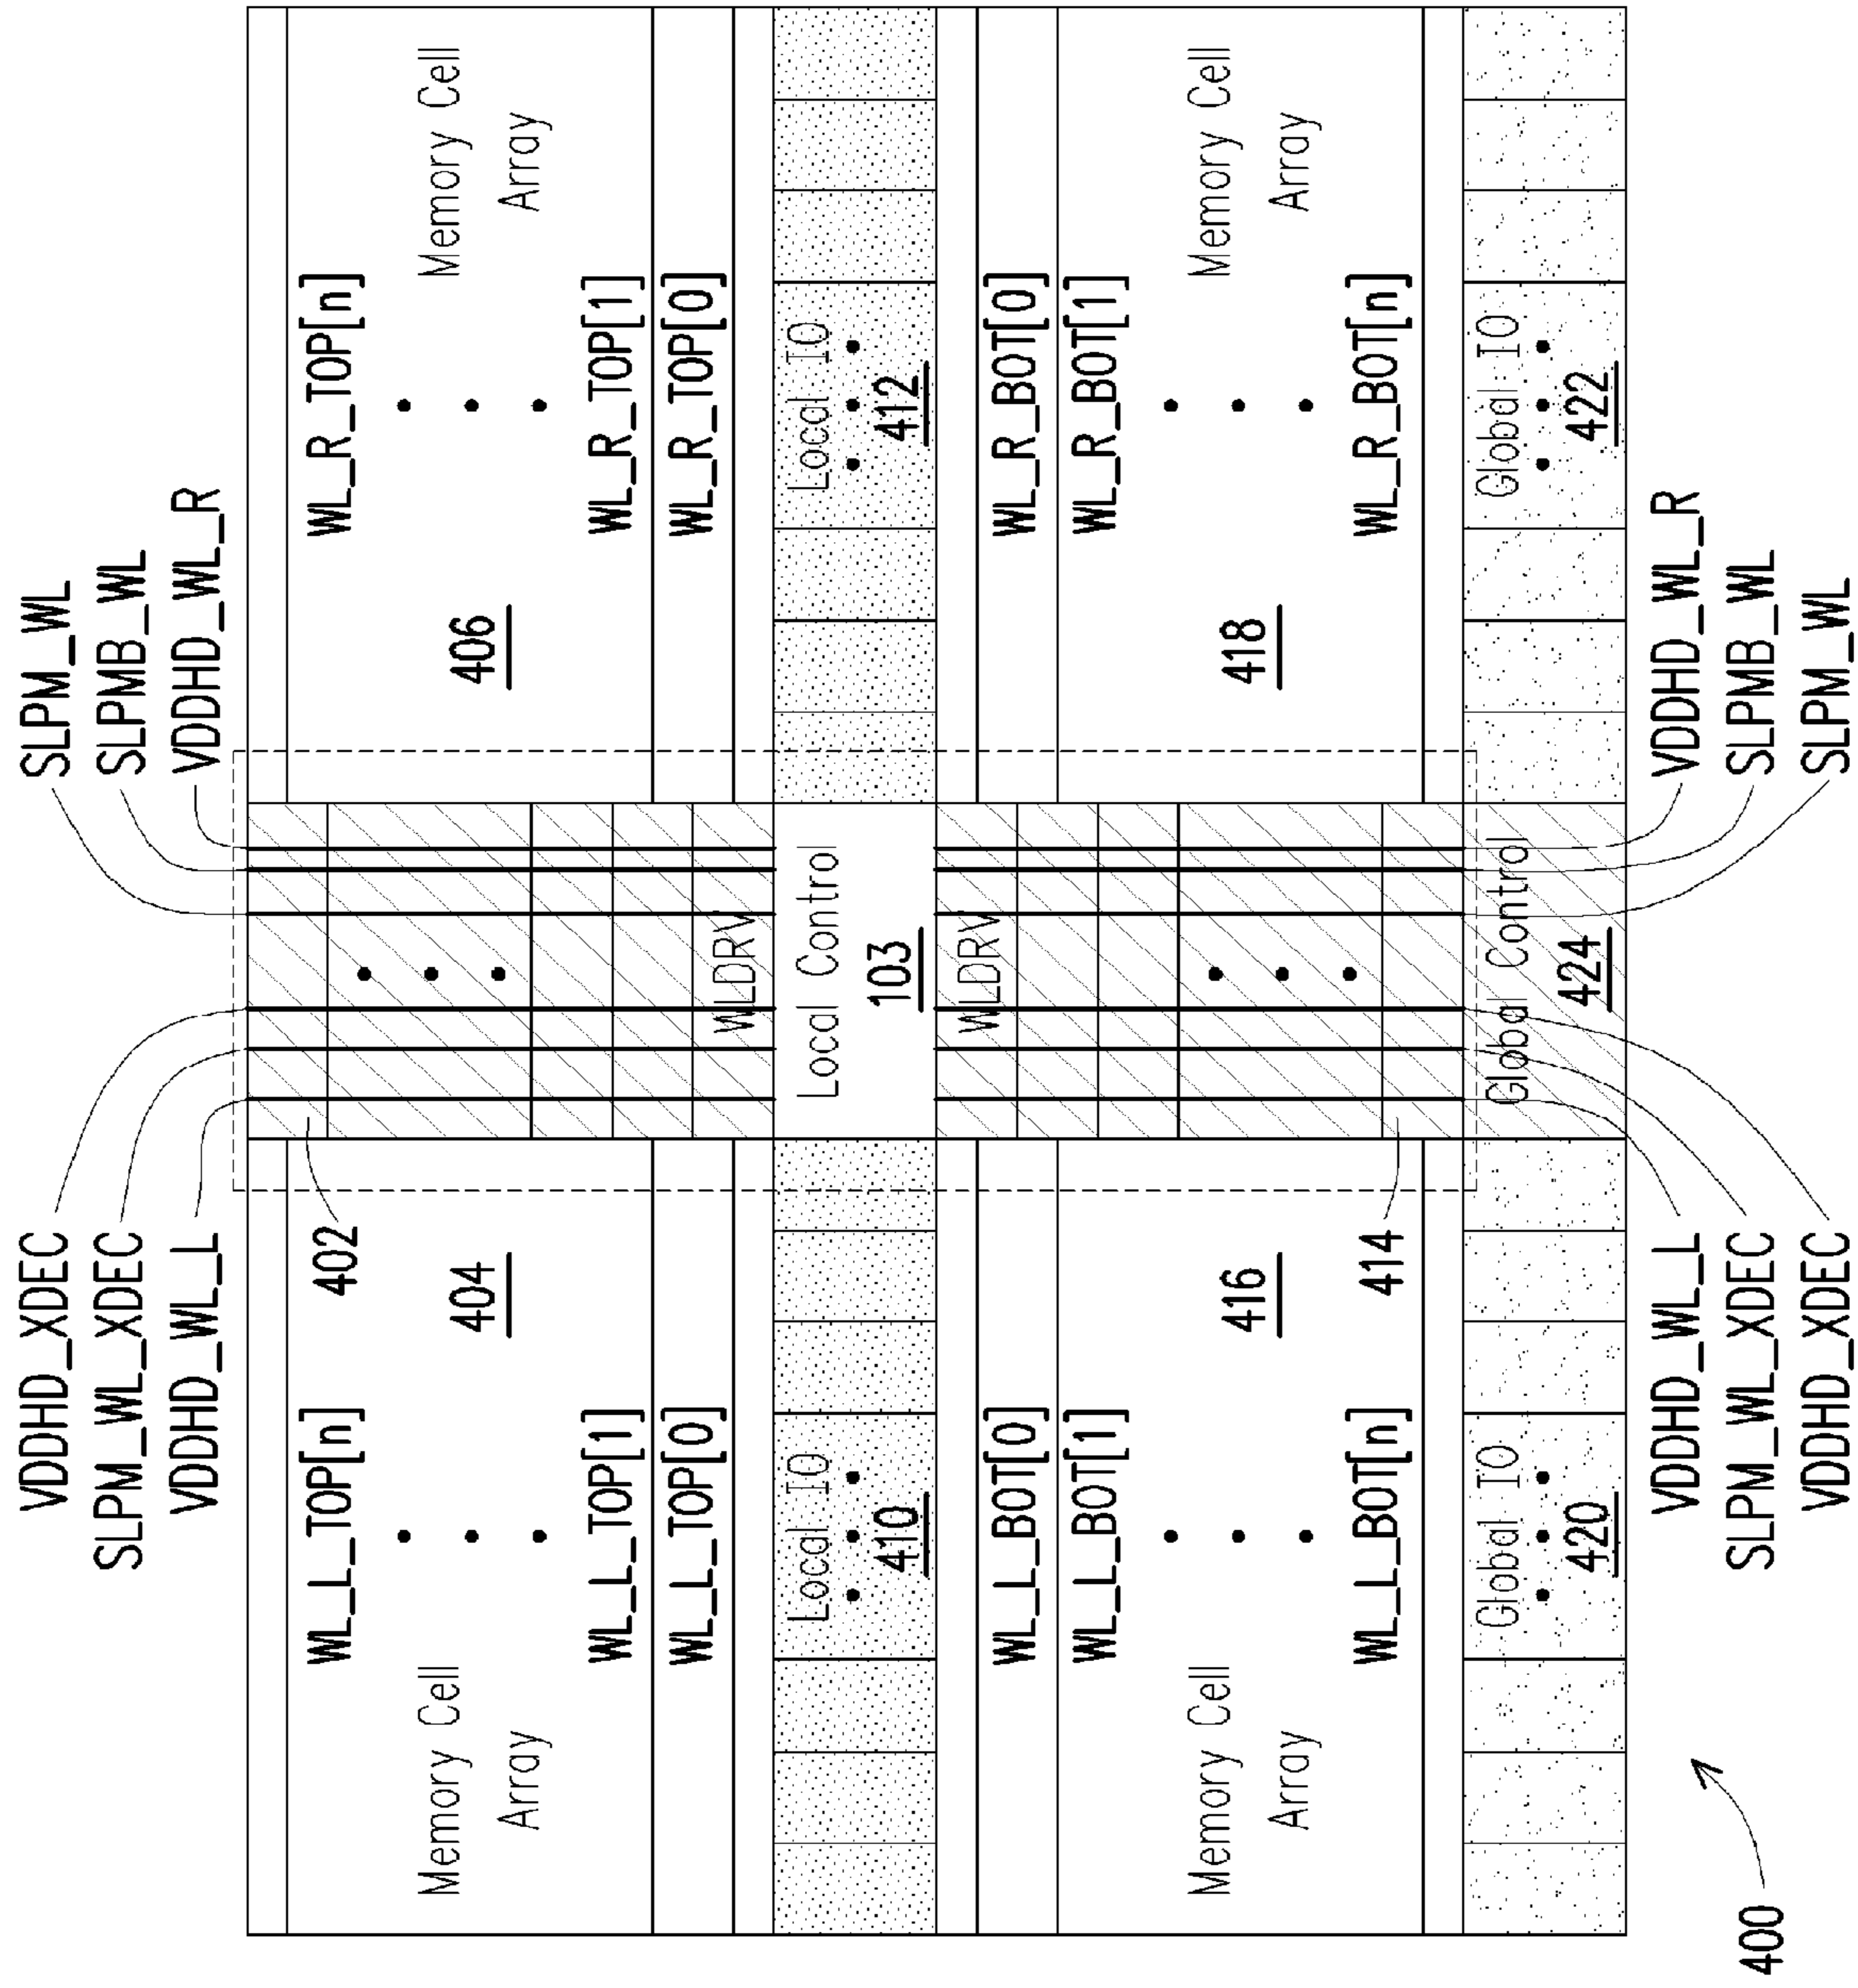 VDDHD_XDEC
SLPM_WL_XDEC
VDDHD_WL_L
SLPM_WL
SLPMB_WL
VDDHD_WL_R
402
WL_L_TOP[n]
Memory Cell
Array
404
WL_L_TOP[1]
WL_L_TOP[0]
WLDRV
WL_R_TOP[n]
406
Memory Cell
Array
WL_R_TOP[1]
WL_R_TOP[0]
Local IO
410
Local Control
103
Local IO
412
WL_L_BOT[0]
WL_L_BOT[1]
Memory Cell
Array
416
WL_L_BOT[n]
414
WLDRV
WL_R_BOT[0]
WL_R_BOT[1]
418
Memory Cell
Array
WL_R_BOT[n]
Global IO
420
Global Control
424
Global IO
422
VDDHD_WL_L
SLPM_WL_XDEC
VDDHD_XDEC
VDDHD_WL_R
SLPMB_WL
SLPM_WL
400